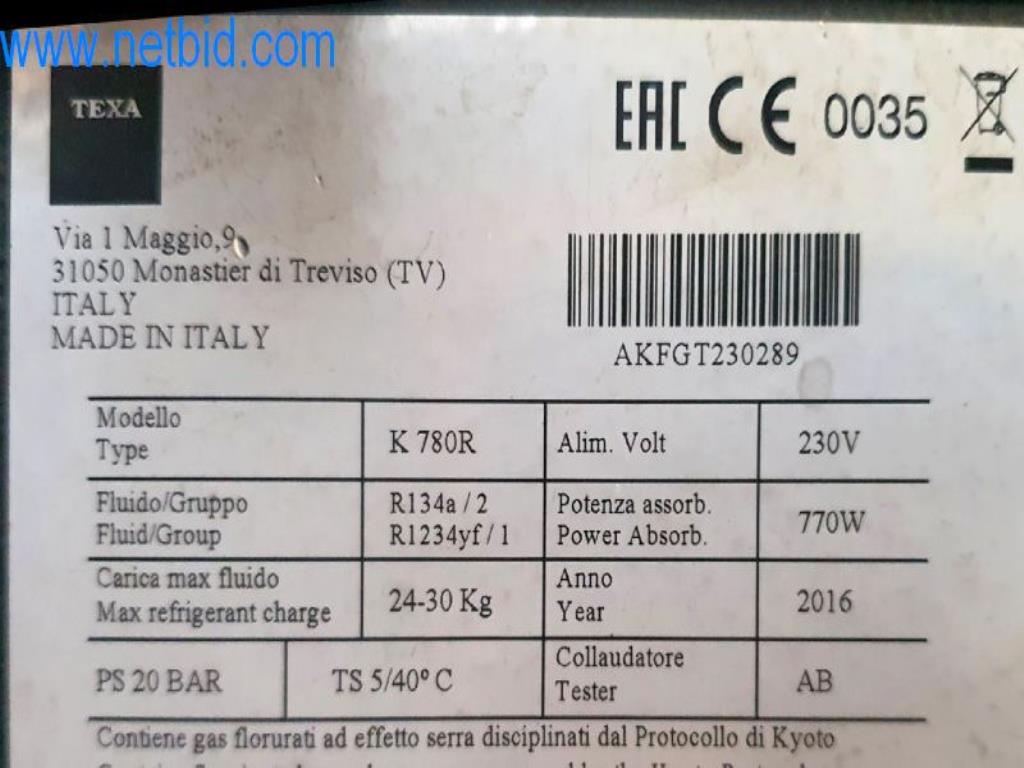 www.netbid.com
TEXA
EAC CE 0035
Via 1 Maggio,9
31050 Monastier di Treviso (TV)
ITALY
MADE IN ITALY
AKFGT230289
Modello
Type
K 780R
Alim. Volt
230V
Fluido/Gruppo
Fluid/Group
R134a / 2
R1234yf / 1
Potenza assorb.
Power Absorb.
770W
Carica max fluido
Max refrigerant charge
24-30 Kg
Anno
Year
2016
PS 20 BAR
TS 5/40° C
Collaudatore
Tester
AB
Contiene gas florurati ad effetto serra disciplinati dal Protocollo di Kyoto